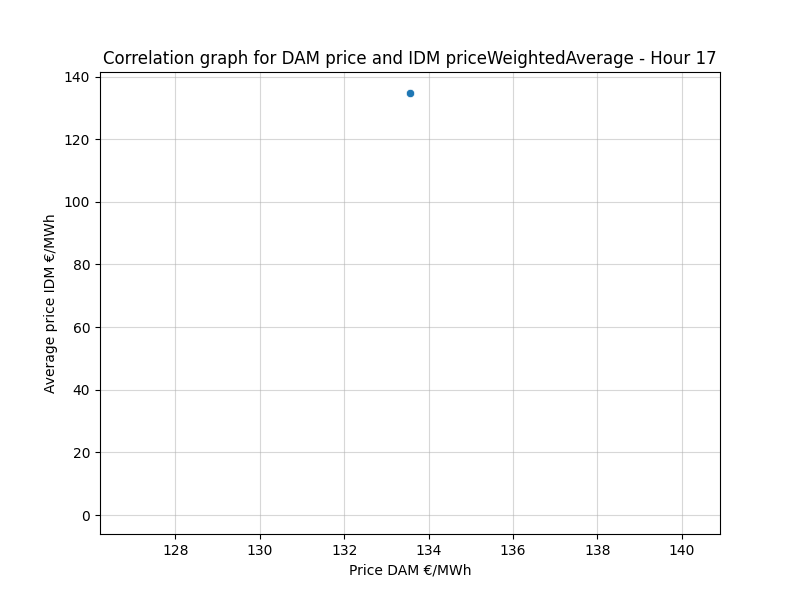 Correlation graph for DAM price and IDM priceWeightedAverage - Hour 17
140
120
100
80
60
40
20
0
Average price IDM €/MWh
128 130 132 134 136 138 140
Price DAM €/MWh